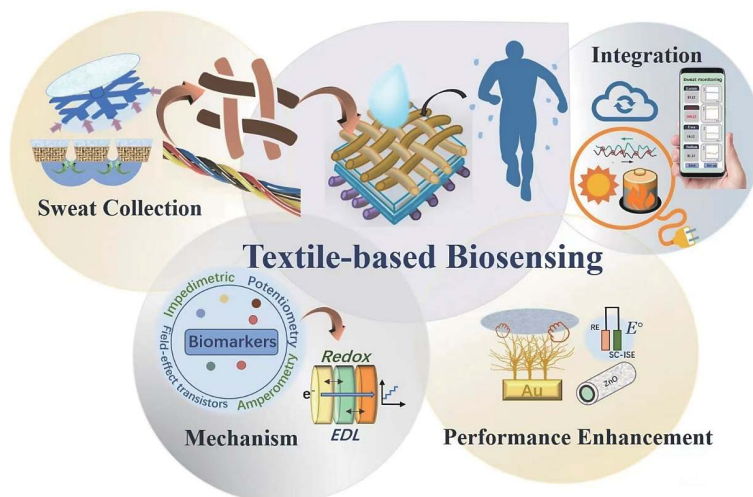 Integration
Sweat monitoring
Sweat Collection
Textile-based Biosensing
Impedimetric
Potentiometry
Field-effect transistors
Amperometry
Biomarkers
Redox
e⁻
EDL
Mechanism
RE
E°
SC-ISE
Au
ZnO
Performance Enhancement